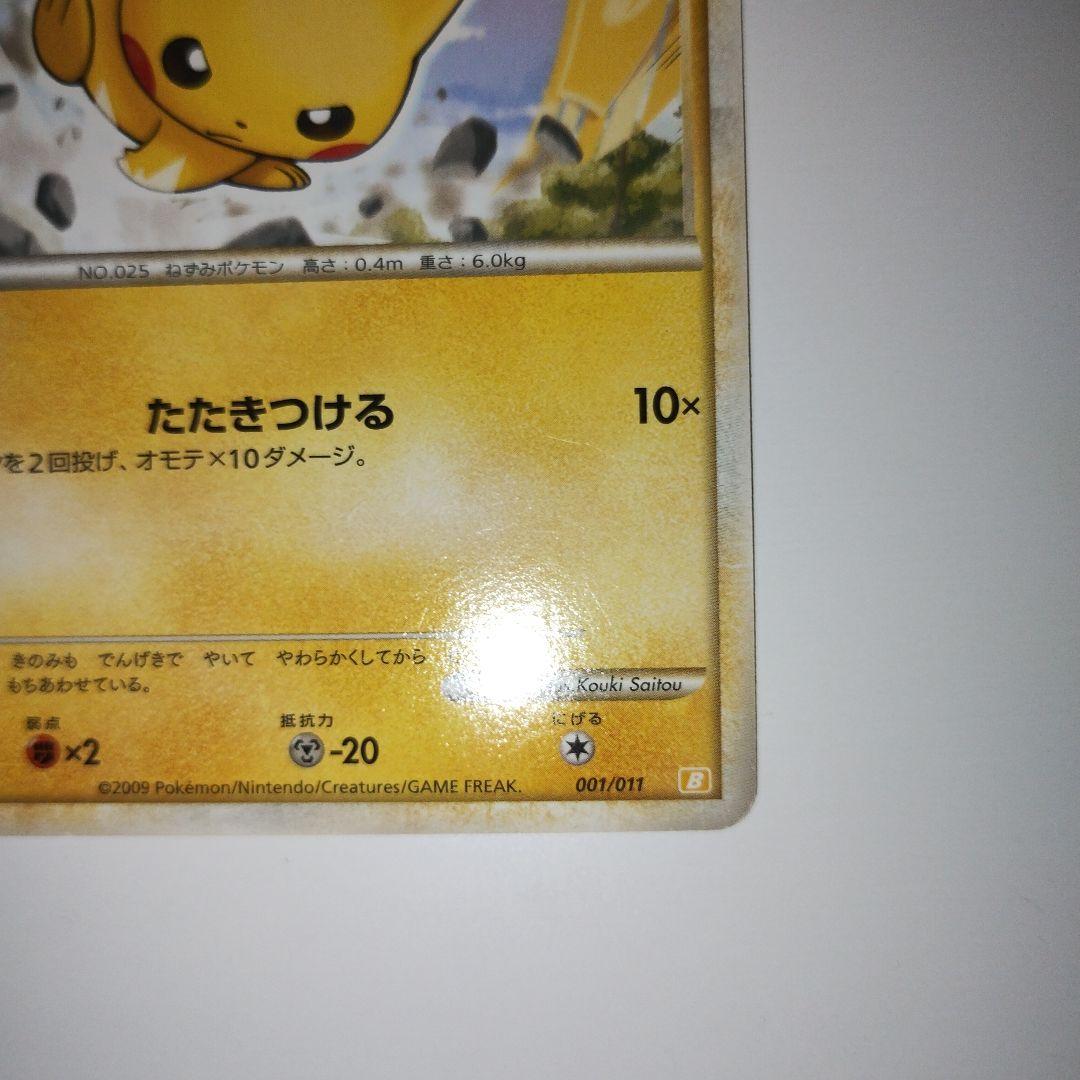 NO.025 ねずみポケモン 高さ:0.4m 重さ:6.0kg
たたきつける 10×
を2回投げ、オモテ×10ダメージ。
きのみも でんげきで やいて やわらかくしてから
もちあわせている。
Kouki Saitou
弱点 抵抗力 にげる
×2 -20
©2009 Pokémon/Nintendo/Creatures/GAME FREAK. 001/011 B